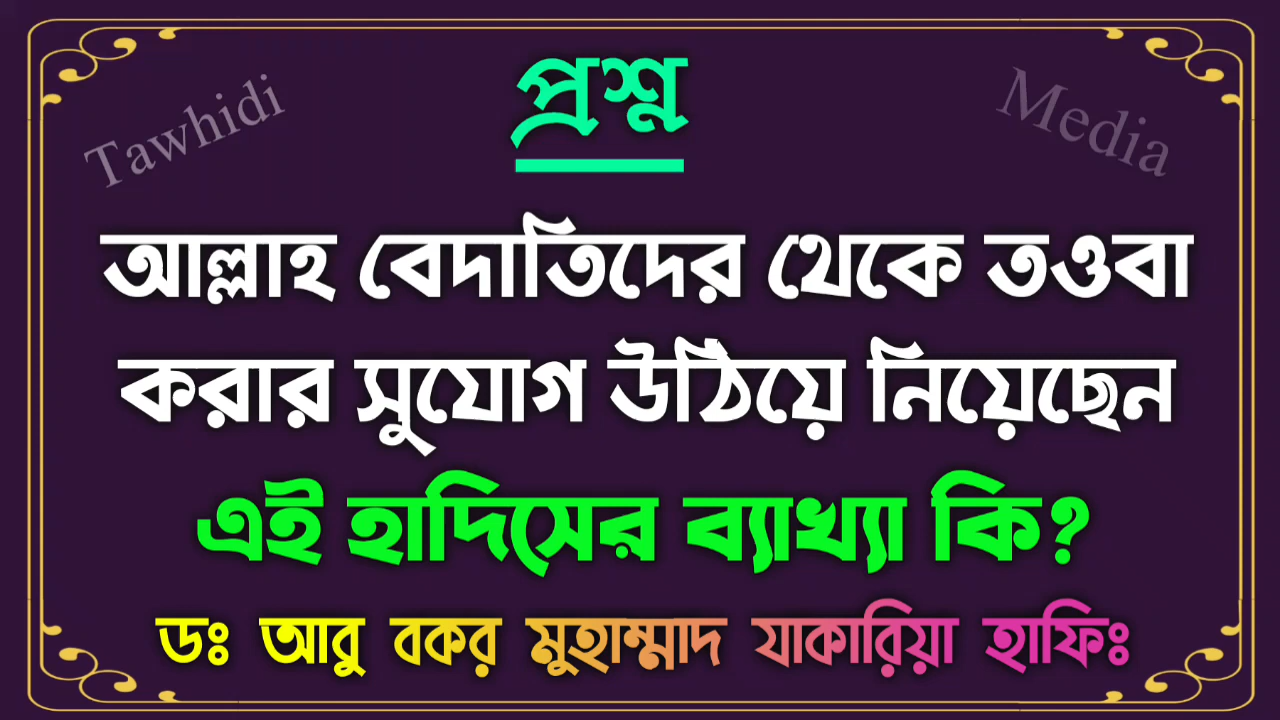 প্রশ্ন
Tawhidi
Media
আল্লাহ বেদাতিদের থেকে তওবা
করার সুযোগ উঠিয়ে নিয়েছেন
এই হাদিসের ব্যাখ্যা কি?
ডঃ আবু বকর মুহাম্মাদ যাকারিয়া হাফিঃ